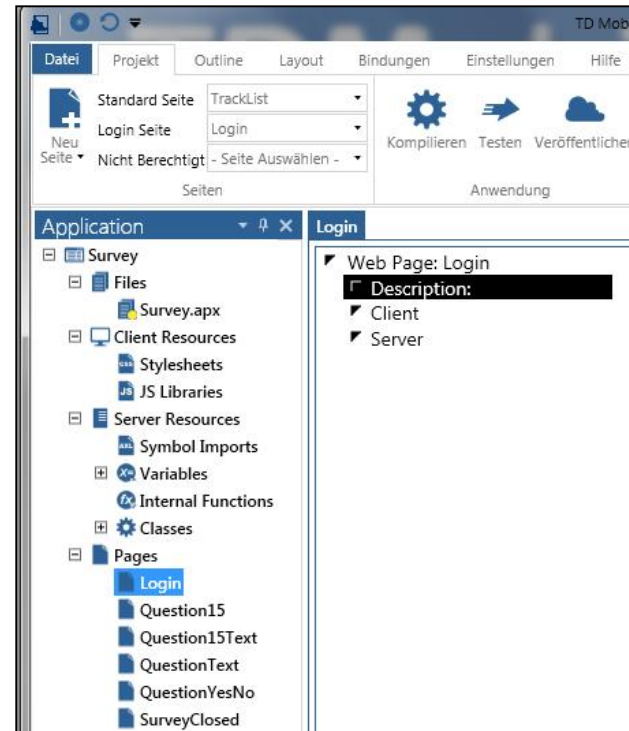 TD Mob
Datei Projekt Outline Layout Bindungen Einstellungen Hilfe
Neu Seite
Standard Seite TrackList
Login Seite Login
Nicht Berechtigt - Seite Auswählen -
Kompilieren Testen Veröffentlichen
Seiten Anwendung
Application
Login
Survey
Files
Survey.apx
Client Resources
Stylesheets
JS Libraries
Server Resources
Symbol Imports
Variables
Internal Functions
Classes
Pages
Login
Question15
Question15Text
QuestionText
QuestionYesNo
SurveyClosed
Web Page: Login
Description:
Client
Server